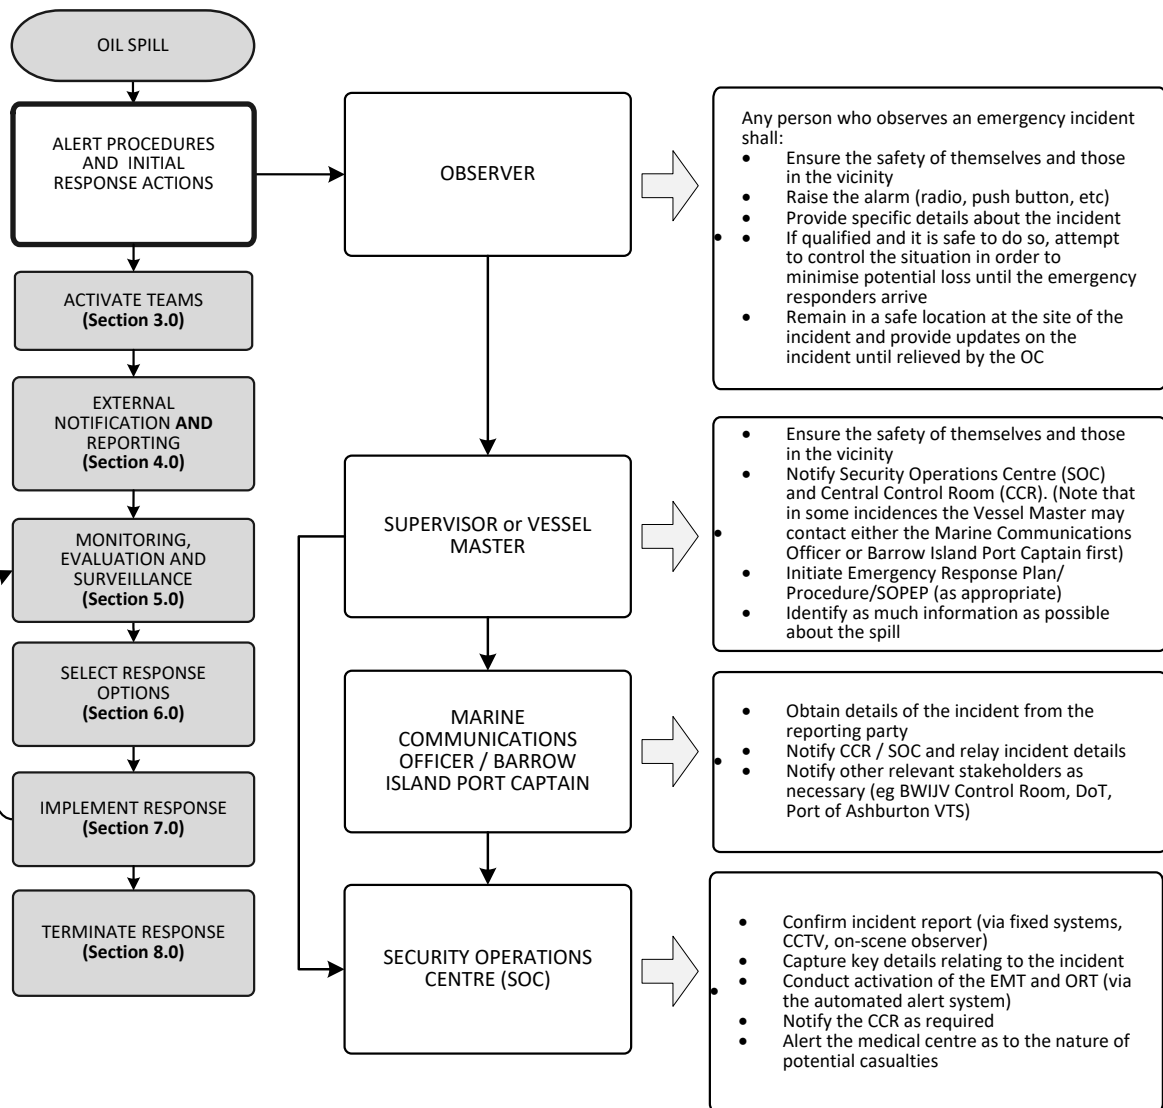 OIL SPILL
ALERT PROCEDURES
AND INITIAL
RESPONSE ACTIONS
ACTIVATE TEAMS
(Section 3.0)
EXTERNAL
NOTIFICATION AND
REPORTING
(Section 4.0)
MONITORING,
EVALUATION AND
SURVEILLANCE
(Section 5.0)
SELECT RESPONSE
OPTIONS
(Section 6.0)
IMPLEMENT RESPONSE
(Section 7.0)
TERMINATE RESPONSE
(Section 8.0)
OBSERVER
Any person who observes an emergency incident
shall:
• Ensure the safety of themselves and those
in the vicinity
• Raise the alarm (radio, push button, etc)
• Provide specific details about the incident
• • If qualified and it is safe to do so, attempt
to control the situation in order to
minimise potential loss until the emergency
responders arrive
• Remain in a safe location at the site of the
incident and provide updates on the
incident until relieved by the OC
SUPERVISOR or VESSEL
MASTER
• Ensure the safety of themselves and those
in the vicinity
• Notify Security Operations Centre (SOC)
and Central Control Room (CCR). (Note that
in some incidences the Vessel Master may
• contact either the Marine Communications
Officer or Barrow Island Port Captain first)
• Initiate Emergency Response Plan/
Procedure/SOPEP (as appropriate)
• Identify as much information as possible
about the spill
MARINE
COMMUNICATIONS
OFFICER / BARROW
ISLAND PORT CAPTAIN
• Obtain details of the incident from the
reporting party
• Notify CCR / SOC and relay incident details
• • Notify other relevant stakeholders as
necessary (eg BWIJV Control Room, DoT,
Port of Ashburton VTS)
SECURITY OPERATIONS
CENTRE (SOC)
• Confirm incident report (via fixed systems,
CCTV, on-scene observer)
• Capture key details relating to the incident
• Conduct activation of the EMT and ORT (via
• the automated alert system)
• Notify the CCR as required
• Alert the medical centre as to the nature of
potential casualties